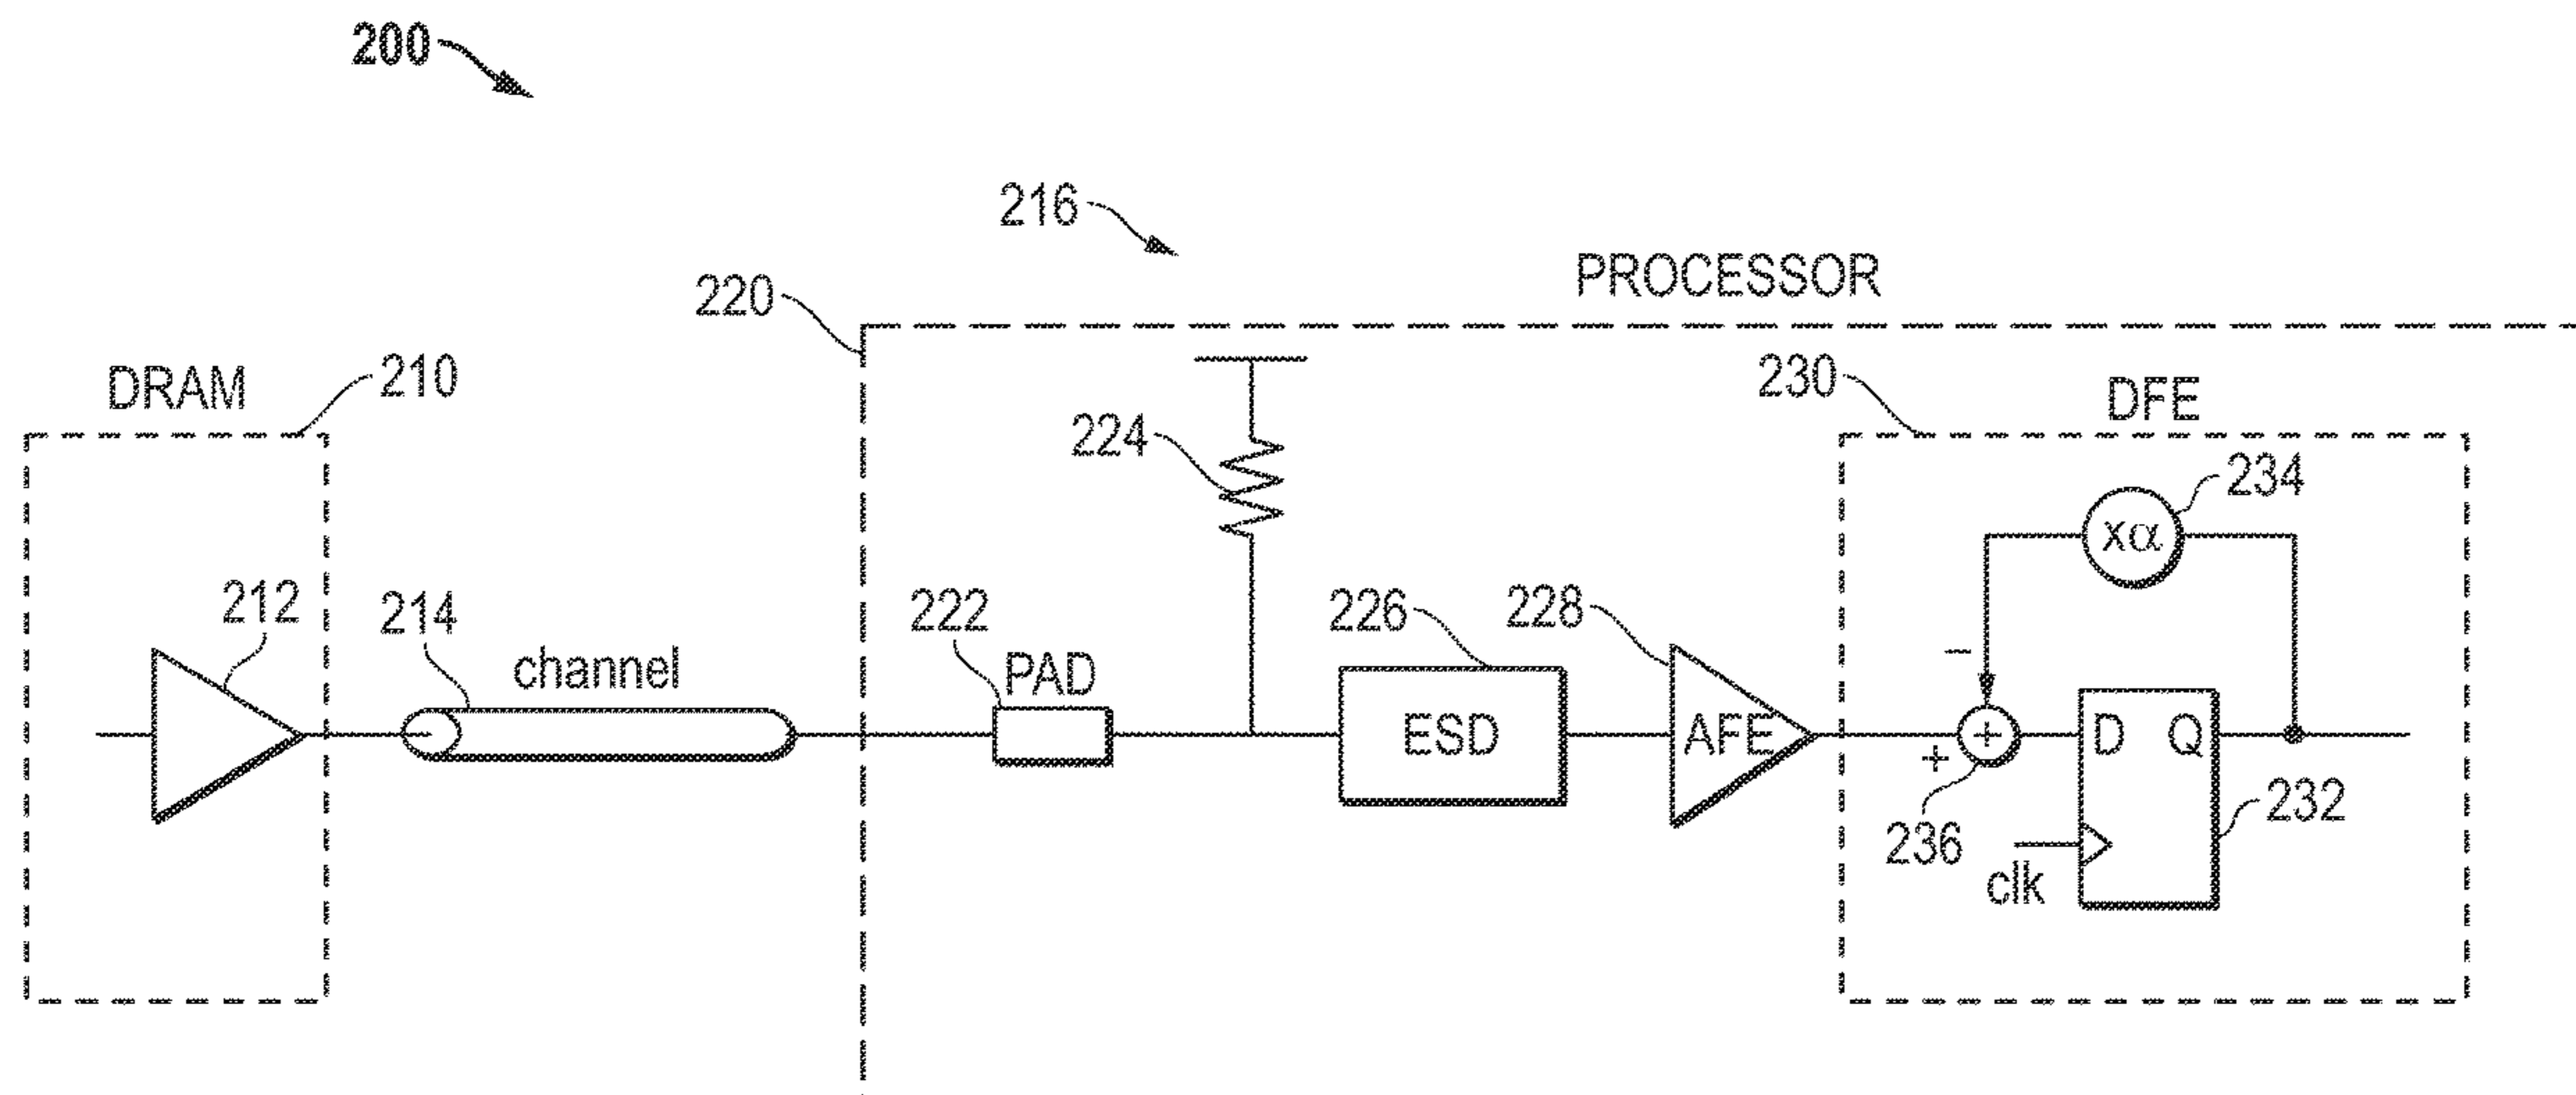 200
216
PROCESSOR
220
DRAM
210
230
DFE
224
234
xα
212
214
channel
222
PAD
226
228
ESD
AFE
−
+
+
D
Q
236
clk
232